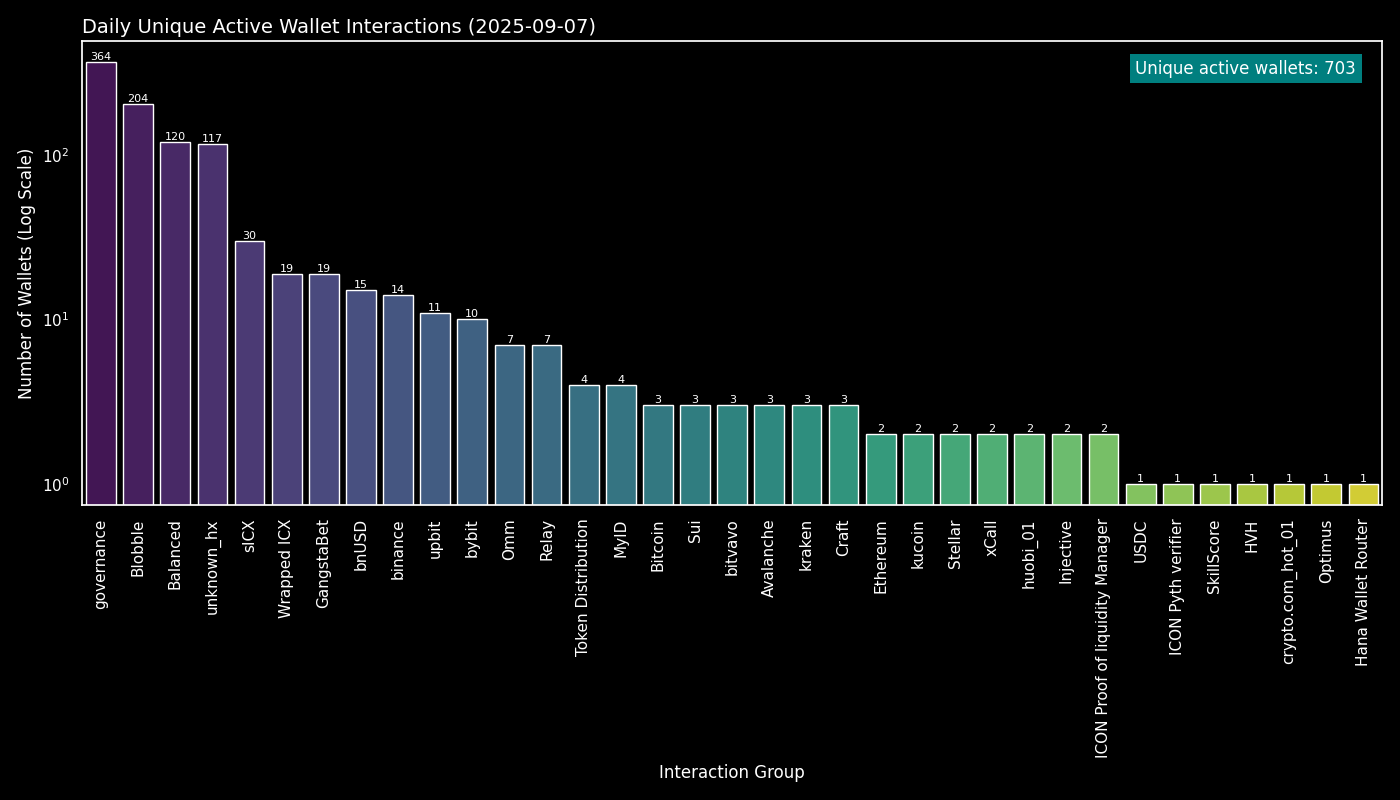 Daily Unique Active Wallet Interactions (2025-09-07)
Unique active wallets: 703
Number of Wallets (Log Scale)
10²
10¹
10⁰
364
204
120
117
30
19
19
15
14
11
10
7
7
4
4
3
3
3
3
3
3
2
2
2
2
2
2
2
1
1
1
1
1
1
1
governance
Blobble
Balanced
unknown_hx
sICX
Wrapped ICX
GangstaBet
bnUSD
binance
upbit
bybit
Omm
Relay
Token Distribution
MyID
Bitcoin
Sui
bitvavo
Avalanche
kraken
Craft
Ethereum
kucoin
Stellar
xCall
huobi_01
Injective
ICON Proof of liquidity Manager
USDC
ICON Pyth verifier
SkillScore
HVH
crypto.com_hot_01
Optimus
Hana Wallet Router
Interaction Group